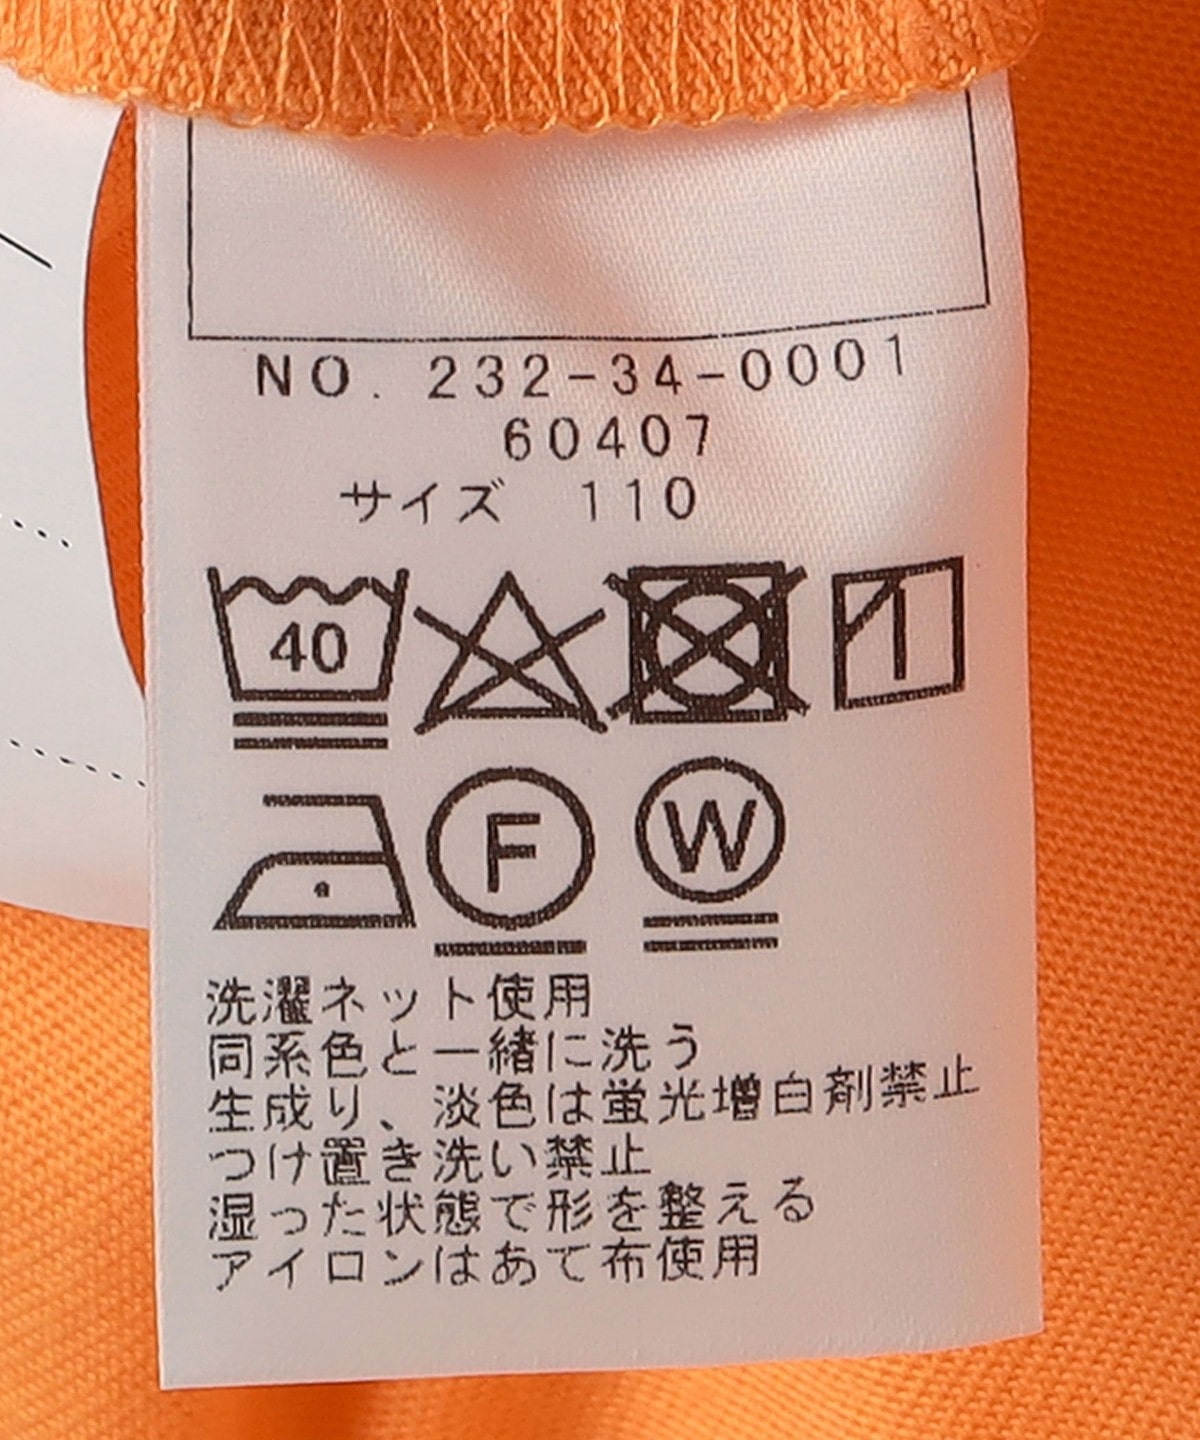 NO. 232-34-0001
60407
サイズ 110
40
F
W
洗濯ネット使用
同系色と一緒に洗う
生成り、淡色は蛍光増白剤禁止
つけ置き洗い禁止
湿った状態で形を整える
アイロンはあて布使用